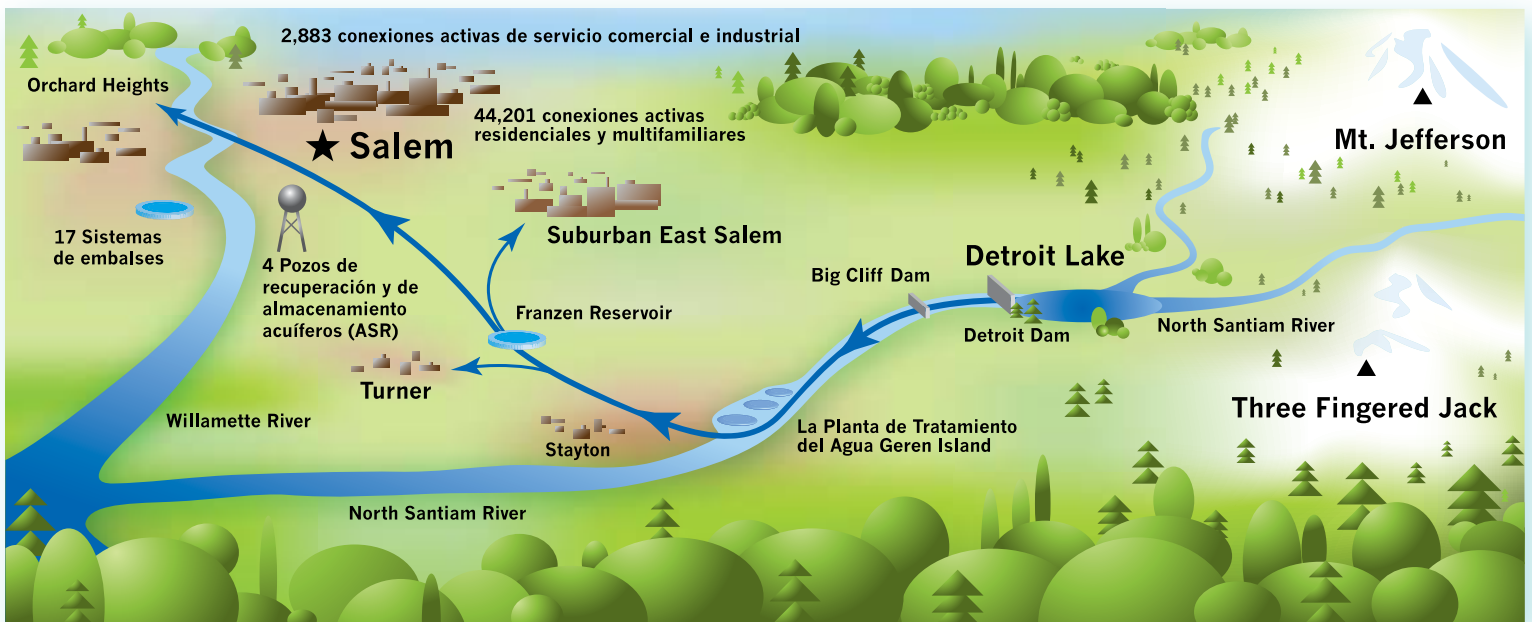 2,883 conexiones activas de servicio comercial e industrial
Orchard Heights
44,201 conexiones activas
residenciales y multifamiliares
Salem
Mt. Jefferson
17 Sistemas
de embalses
Suburban East Salem
4 Pozos de
recuperación y de
almacenamiento
acuíferos (ASR)
Detroit Lake
Big Cliff Dam
Franzen Reservoir
Detroit Dam
North Santiam River
Turner
Three Fingered Jack
Willamette River
La Planta de Tratamiento
del Agua Geren Island
Stayton
North Santiam River